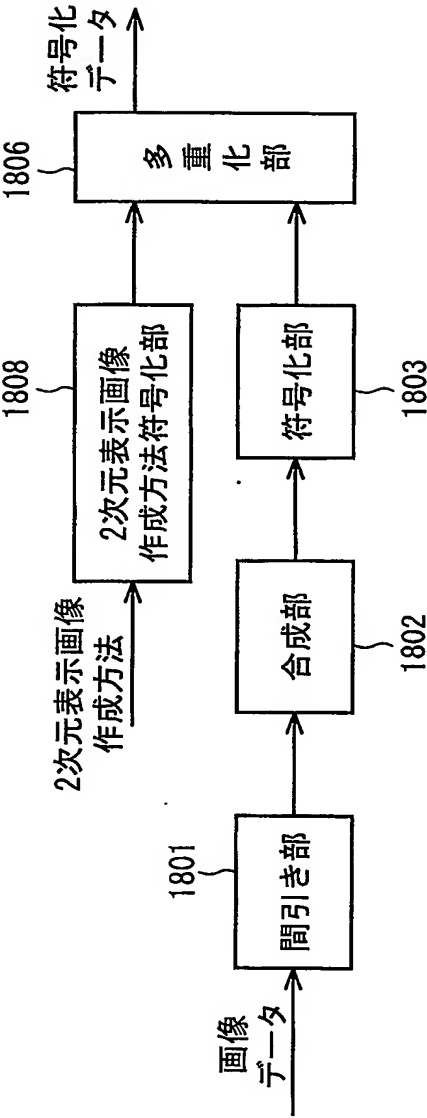 2次元表示画像
作成方法
1808
2次元表示画像
作成方法符号化部
1806
多重化部
符号化
データ
画像
データ
1801
間引き部
合成部
1802
符号化部
1803